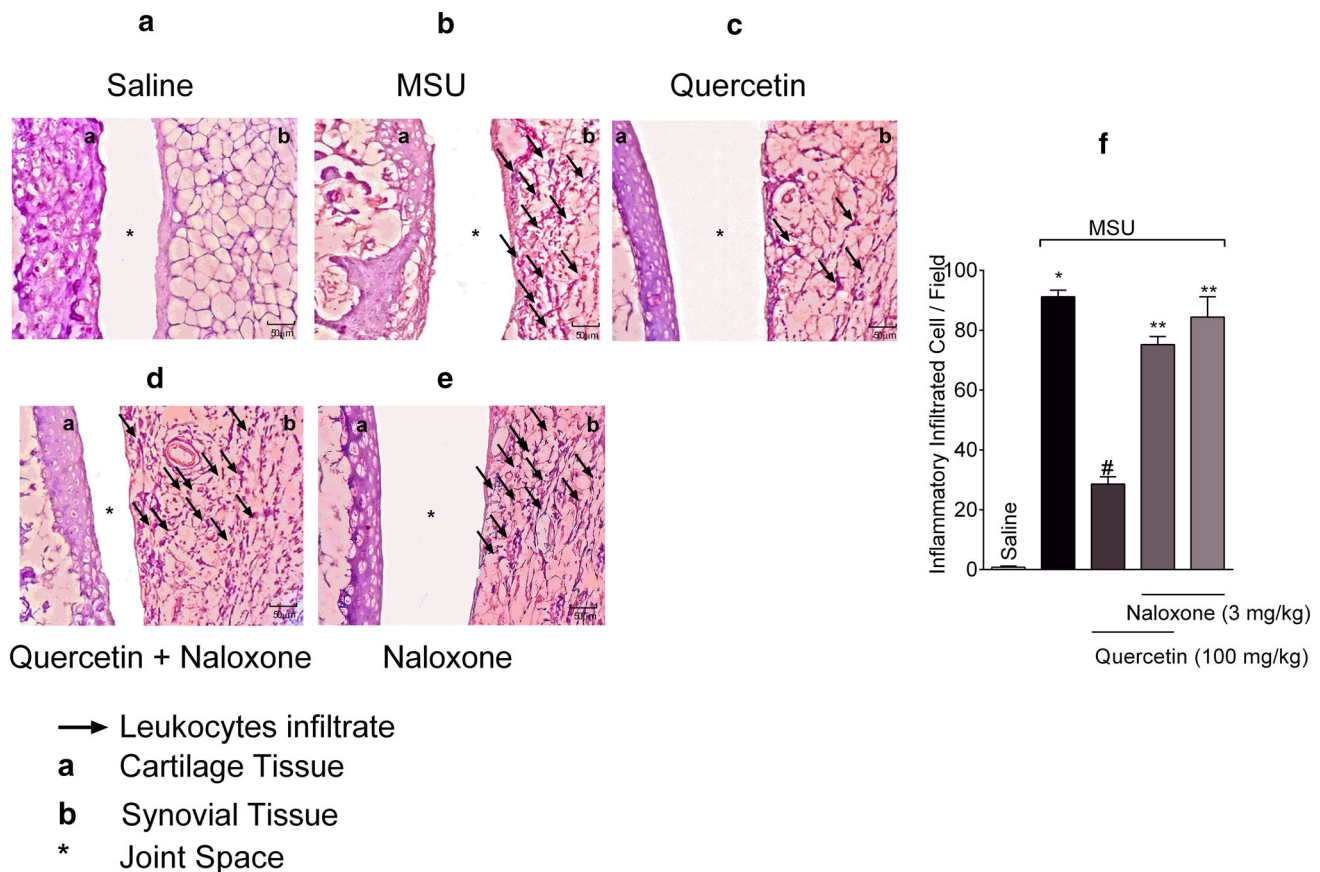 a
b
c
Saline
MSU
Quercetin
a
*
b
50µm
a
*
b
50µm
a
*
b
50µm
d
e
a
*
b
50µm
a
*
b
50µm
Quercetin + Naloxone
Naloxone
Leukocytes infiltrate
a Cartilage Tissue
b Synovial Tissue
* Joint Space
f
MSU
Inflammatory Infiltrated Cell / Field
100
80
60
40
20
0
Saline
*
#
**
**
Naloxone (3 mg/kg)
Quercetin (100 mg/kg)